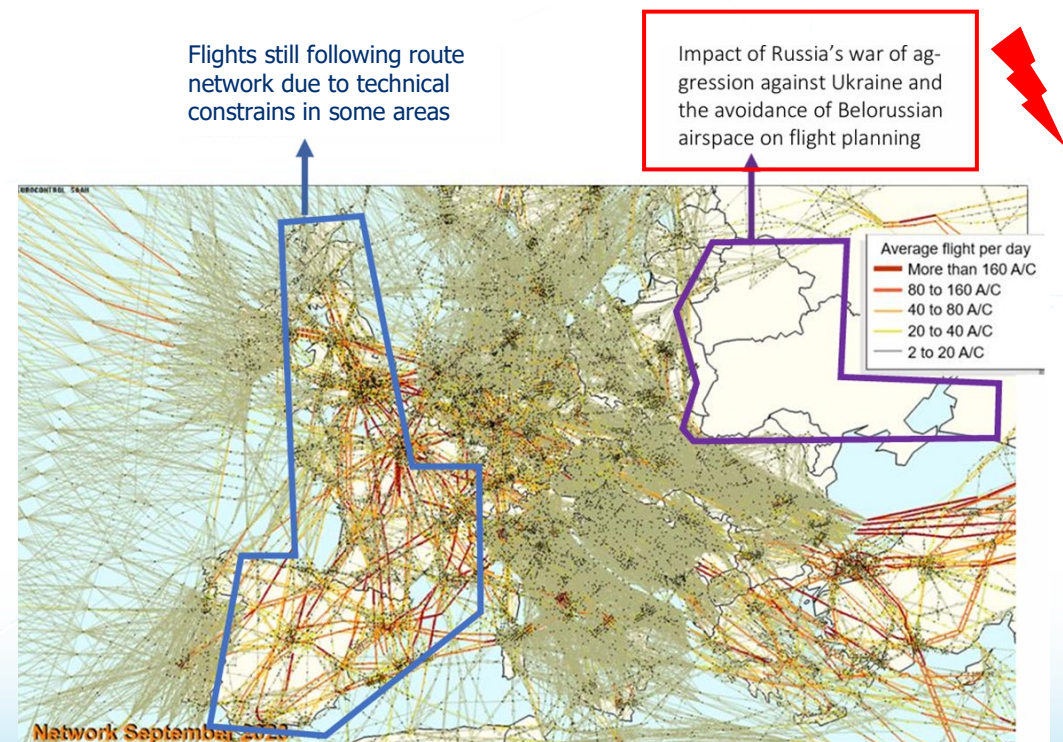 Flights still following route
network due to technical
constrains in some areas
Impact of Russia's war of ag-
gression against Ukraine and
the avoidance of Belorussian
airspace on flight planning
EUROCONTROL SAAM
Average flight per day
More than 160 A/C
80 to 160 A/C
40 to 80 A/C
20 to 40 A/C
2 to 20 A/C
Network September 2023